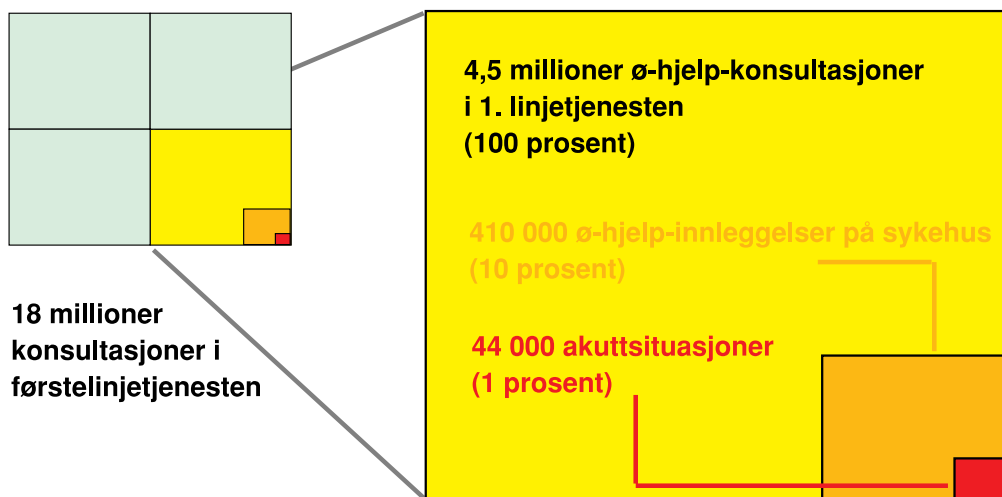 4,5 millioner ø-hjelp-konsultasjoner
i 1. linjetjenesten
(100 prosent)
410 000 ø-hjelp-innleggelser på sykehus
(10 prosent)
44 000 akuttsituasjoner
(1 prosent)
18 millioner
konsultasjoner i
førstelinjetjenesten